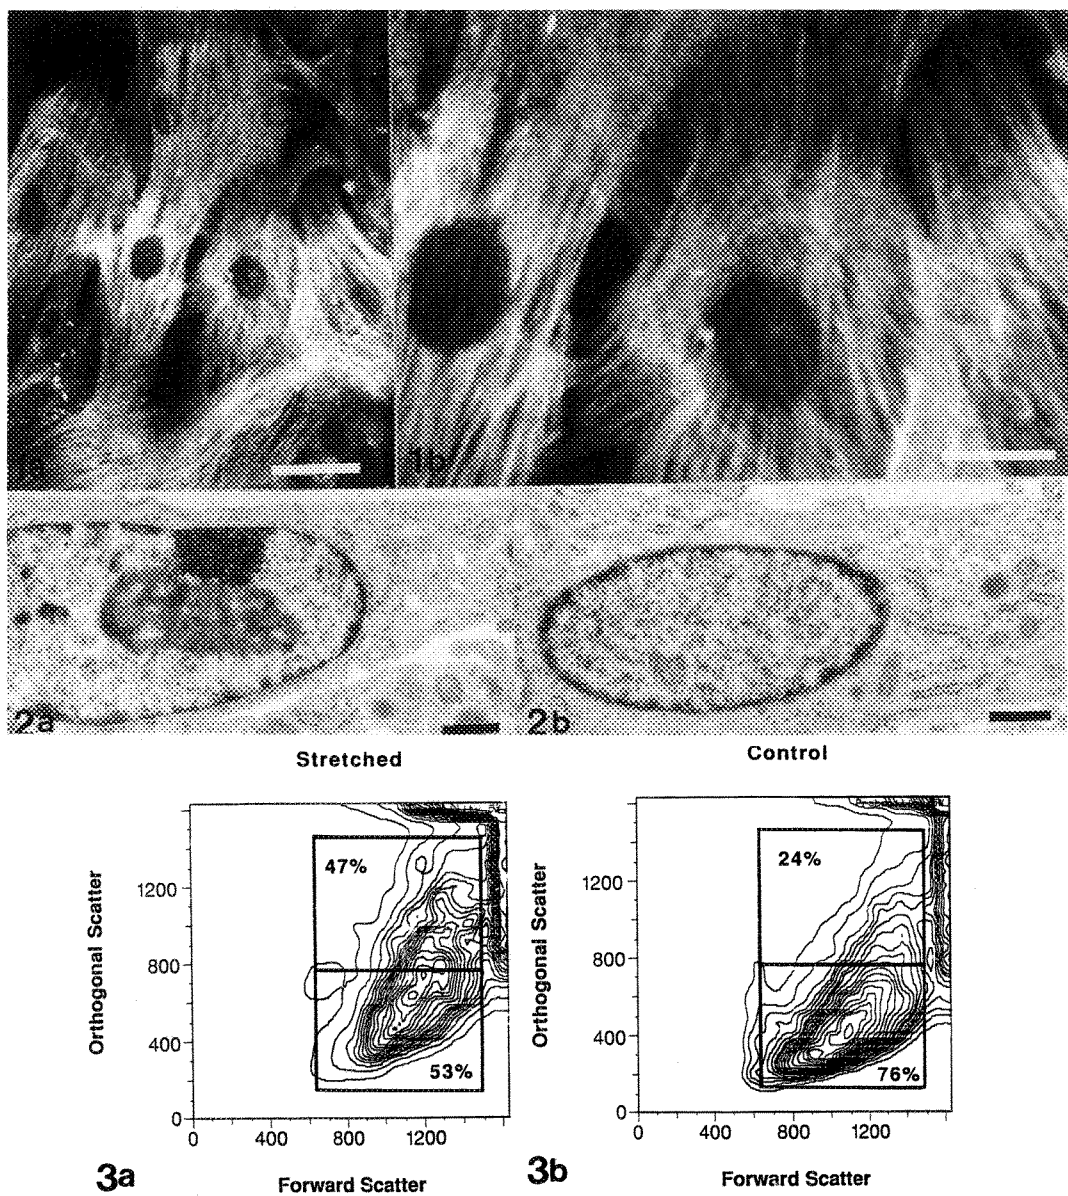 1a
1b
2a
2b
Stretched
Control
47%
53%
Orthogonal Scatter
1200
800
400
0
0
400
800
1200
Forward Scatter
3a
24%
76%
Orthogonal Scatter
1200
800
400
0
0
400
800
1200
Forward Scatter
3b